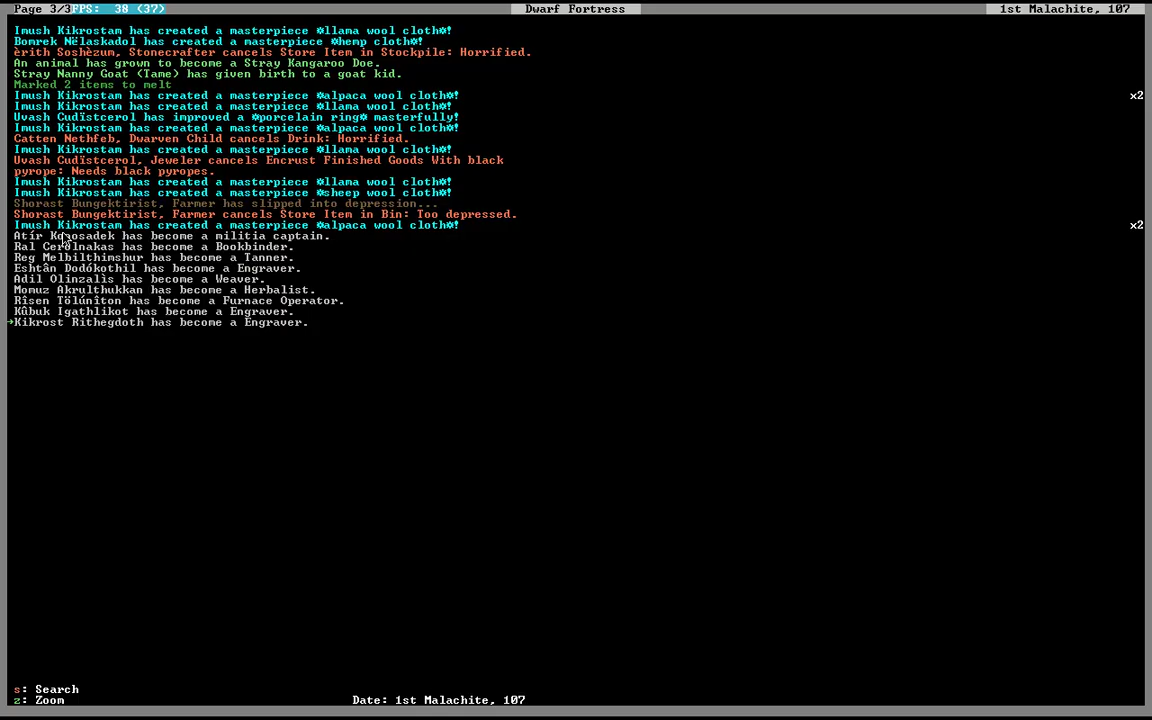 Page 3/3 FPS: 38 (37) Dwarf Fortress 1st Malachite, 107
Imush Kikrostam has created a masterpiece ☼llama wool cloth☼!
Bomrek Nëlaskadol has created a masterpiece ☼hemp cloth☼!
èrith Soshèzum, Stonecrafter cancels Store Item in Stockpile: Horrified.
An animal has grown to become a Stray Kangaroo Doe.
Stray Nanny Goat (Tame) has given birth to a goat kid.
Marked 2 items to melt
Imush Kikrostam has created a masterpiece ☼alpaca wool cloth☼! x2
Imush Kikrostam has created a masterpiece ☼llama wool cloth☼!
Uvash Cudïstcerol has improved a ☼porcelain ring☼ masterfully!
Imush Kikrostam has created a masterpiece ☼alpaca wool cloth☼!
Catten Nethfeb, Dwarven Child cancels Drink: Horrified.
Imush Kikrostam has created a masterpiece ☼llama wool cloth☼!
Uvash Cudïstcerol, Jeweler cancels Encrust Finished Goods With black
pyrope: Needs black pyropes.
Imush Kikrostam has created a masterpiece ☼llama wool cloth☼!
Imush Kikrostam has created a masterpiece ☼sheep wool cloth☼!
Shorast Bungektirist, Farmer has slipped into depression...
Shorast Bungektirist, Farmer cancels Store Item in Bin: Too depressed.
Imush Kikrostam has created a masterpiece ☼alpaca wool cloth☼! x2
Atír has become a militia captain.
Ral Cerolnakas has become a Bookbinder.
Reg Melbilthimshur has become a Tanner.
Eshtân Dodókothil has become a Engraver.
Adil Olinzalìs has become a Weaver.
Momuz Akrulthukkan has become a Herbalist.
Rîsen Tölúnîton has become a Furnace Operator.
Kûbuk Igathlikot has become a Engraver.
→Kikrost Rithegdoth has become a Engraver.
s: Search
z: Zoom Date: 1st Malachite, 107